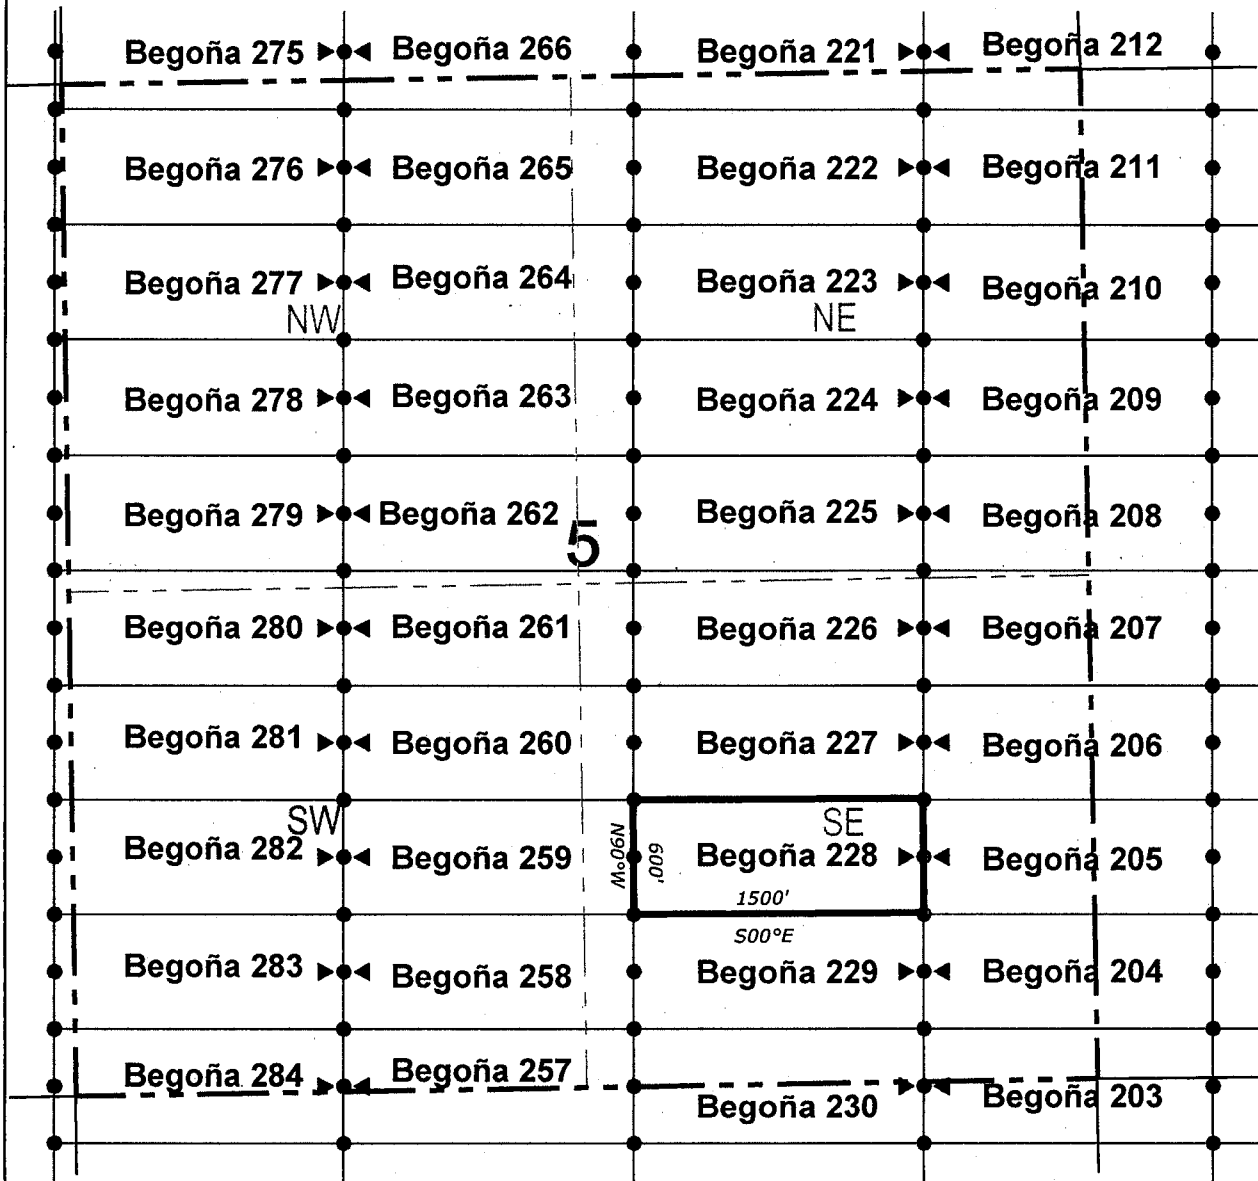 Begoña 275 Begoña 266 Begoña 221 Begoña 212
Begoña 276 Begoña 265 Begoña 222 Begoña 211
Begoña 277 Begoña 264 Begoña 223 Begoña 210
NW NE
Begoña 278 Begoña 263 Begoña 224 Begoña 209
Begoña 279 Begoña 262 Begoña 225 Begoña 208
5
Begoña 280 Begoña 261 Begoña 226 Begoña 207
Begoña 281 Begoña 260 Begoña 227 Begoña 206
SW SE
Begoña 282 Begoña 259 N90°W 600' Begoña 228 Begoña 205
1500'
S00°E
Begoña 283 Begoña 258 Begoña 229 Begoña 204
Begoña 284 Begoña 257 Begoña 230 Begoña 203